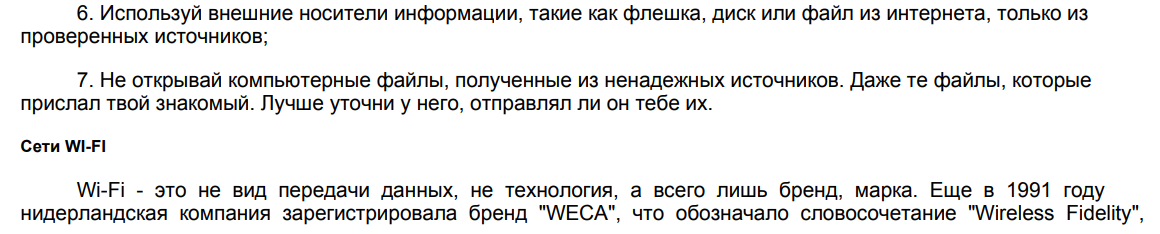 6. Используй внешние носители информации, такие как флешка, диск или файл из интернета, только из
проверенных источников;
7. Не открывай компьютерные файлы, полученные из ненадежных источников. Даже те файлы, которые
прислал твой знакомый. Лучше уточни у него, отправлял ли он тебе их.
Сети WI-FI
Wi-Fi - это не вид передачи данных, не технология, а всего лишь бренд, марка. Еще в 1991 году
нидерландская компания зарегистрировала бренд "WECA", что обозначало словосочетание "Wireless Fidelity",